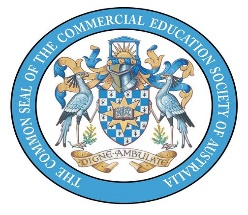 THE COMMON SEAL OF THE COMMERCIAL EDUCATION SOCIETY OF AUSTRALIA
DIGNE AMBULATE